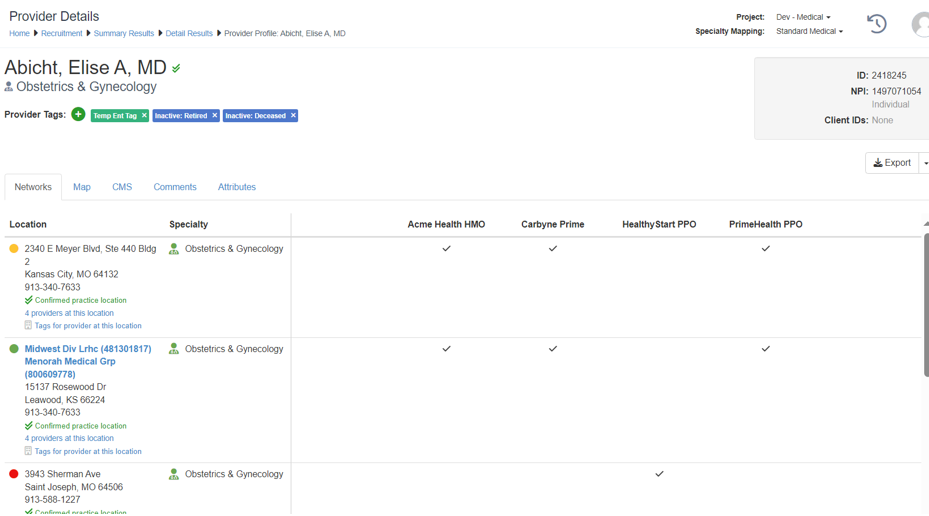 Provider Details
Home Recruitment Summary Results Detail Results Provider Profile: Abicht, Elise A, MD
Project: Dev - Medical
Specialty Mapping: Standard Medical
Abicht, Elise A, MD
Obstetrics & Gynecology
Provider Tags: Temp Ent Tag × Inactive: Retired × Inactive: Deceased ×
ID: 2418245
NPI: 1497071054
Individual
Client IDs: None
Export
Networks Map CMS Comments Attributes
Location Specialty Acme Health HMO Carbyne Prime HealthyStart PPO PrimeHealth PPO
2340 E Meyer Blvd, Ste 440 Bldg Obstetrics & Gynecology
2
Kansas City, MO 64132
913-340-7633
Confirmed practice location
4 providers at this location
Tags for provider at this location
Midwest Div Lrhc (481301817) Obstetrics & Gynecology
Menorah Medical Grp
(800609778)
15137 Rosewood Dr
Leawood, KS 66224
913-340-7633
Confirmed practice location
4 providers at this location
Tags for provider at this location
3943 Sherman Ave Obstetrics & Gynecology
Saint Joseph, MO 64506
913-588-1227
Confirmed practice location